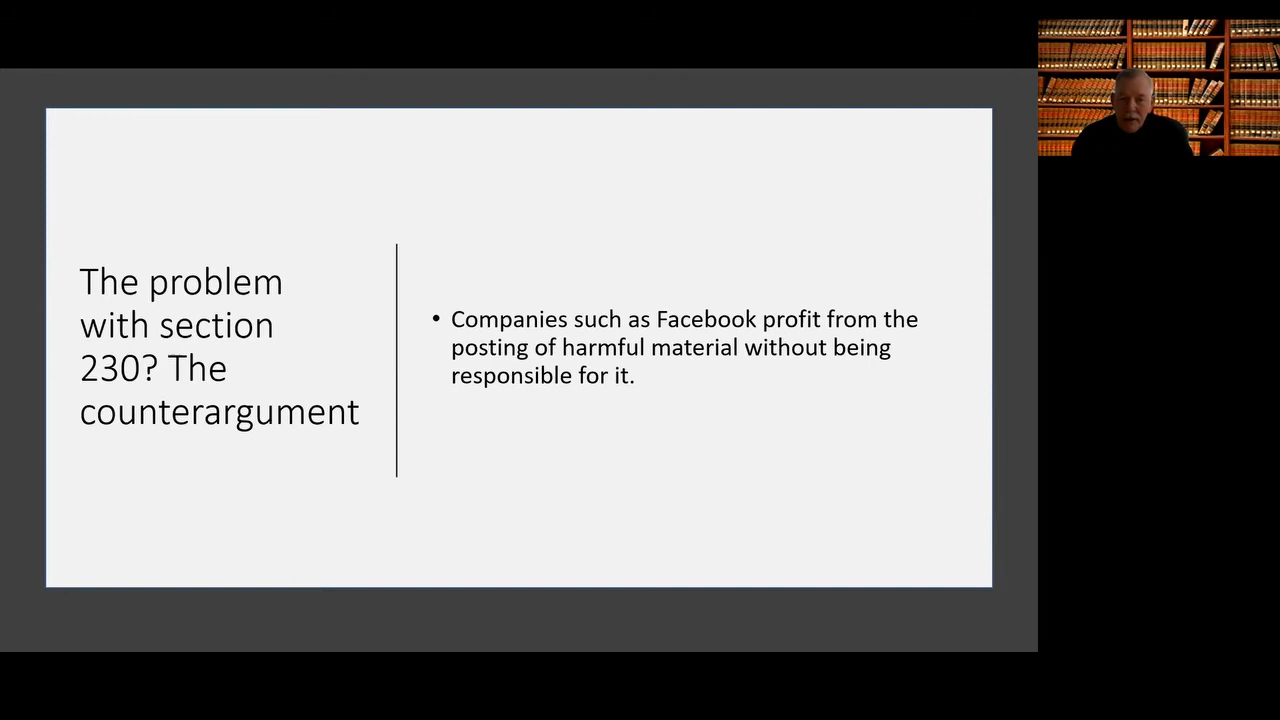 The problem
with section
230? The
counterargument
• Companies such as Facebook profit from the
posting of harmful material without being
responsible for it.